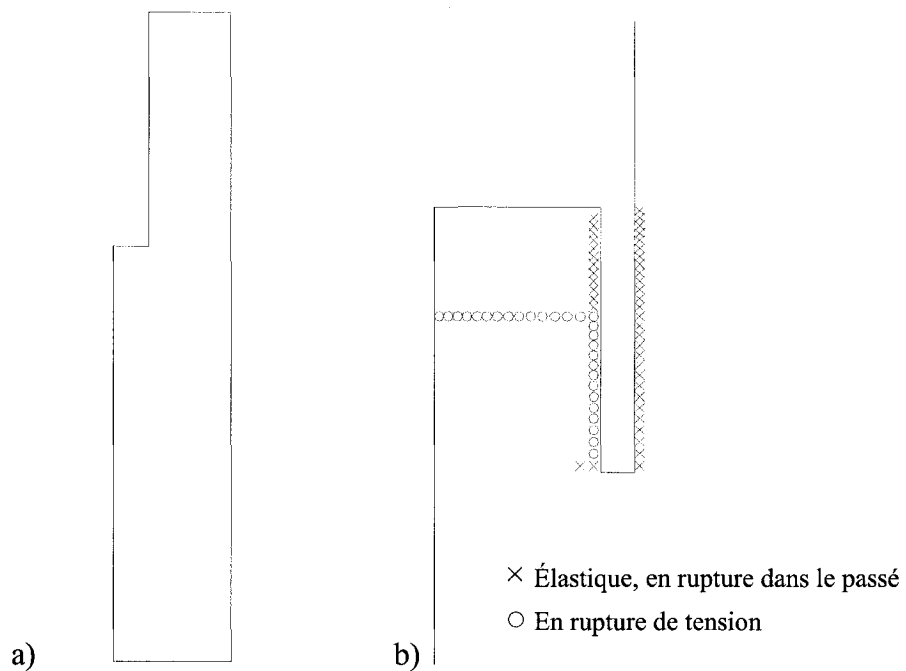 × Élastique, en rupture dans le passé
○ En rupture de tension
a)
b)